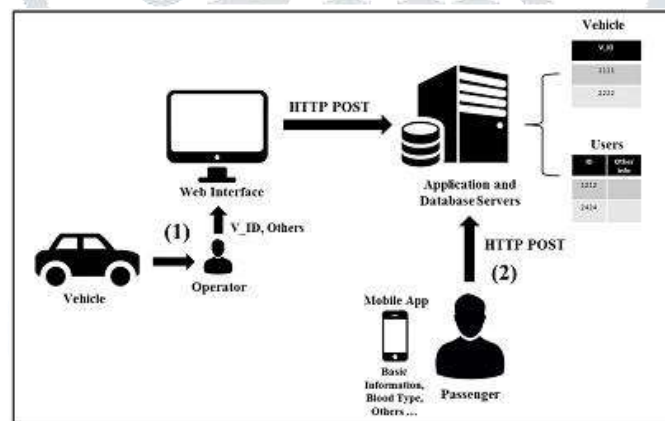 Vehicle
V_ID
1111
2222
HTTP POST
Users
ID
Other
info
1212
2424
Web Interface
Application and
Database Servers
(1)
V_ID, Others
Vehicle
Operator
HTTP POST
(2)
Mobile App
Basic
Information,
Blood Type,
Others ...
Passenger